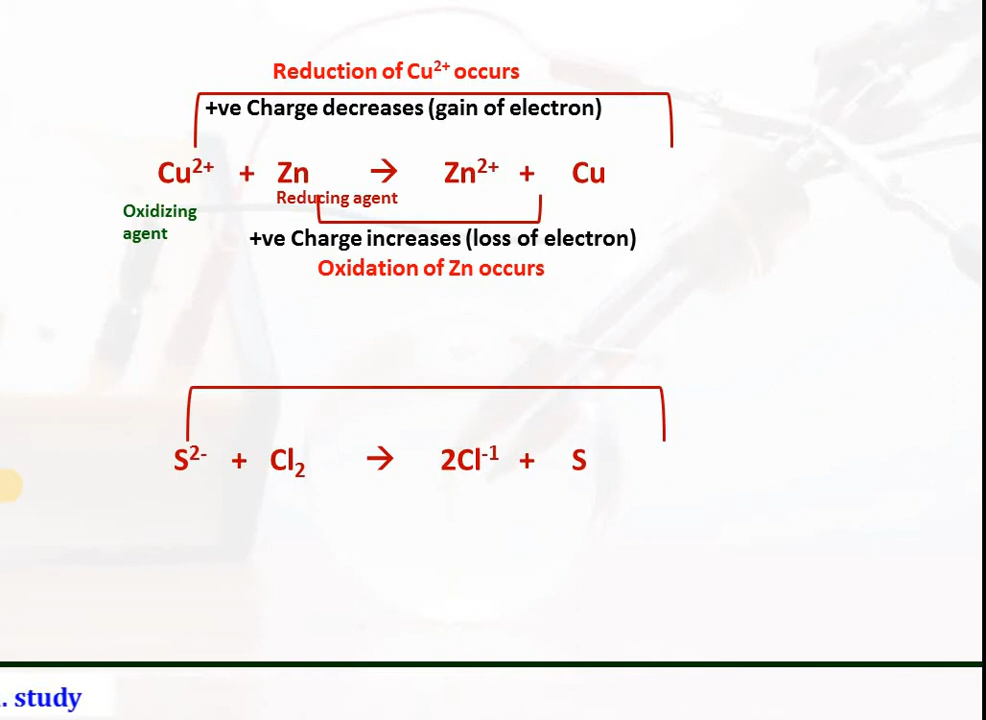 Reduction of Cu²⁺ occurs
+ve Charge decreases (gain of electron)
Cu²⁺ + Zn → Zn²⁺ + Cu
Reducing agent
Oxidizing
agent
+ve Charge increases (loss of electron)
Oxidation of Zn occurs
S²⁻ + Cl₂ → 2Cl⁻¹ + S
. study